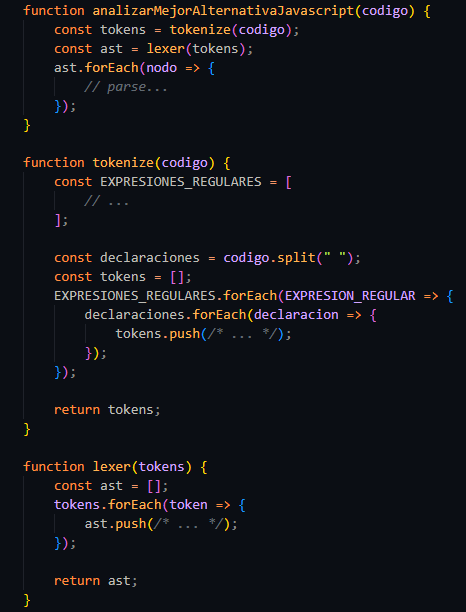 function analizarMejorAlternativaJavascript(codigo) {
    const tokens = tokenize(codigo);
    const ast = lexer(tokens);
    ast.forEach(nodo => {
        // parse...
    });
}

function tokenize(codigo) {
    const EXPRESIONES_REGULARES = [
        // ...
    ];

    const declaraciones = codigo.split(" ");
    const tokens = [];
    EXPRESIONES_REGULARES.forEach(EXPRESION_REGULAR => {
        declaraciones.forEach(declaracion => {
            tokens.push(/* ... */);
        });
    });

    return tokens;
}

function lexer(tokens) {
    const ast = [];
    tokens.forEach(token => {
        ast.push(/* ... */);
    });

    return ast;
}